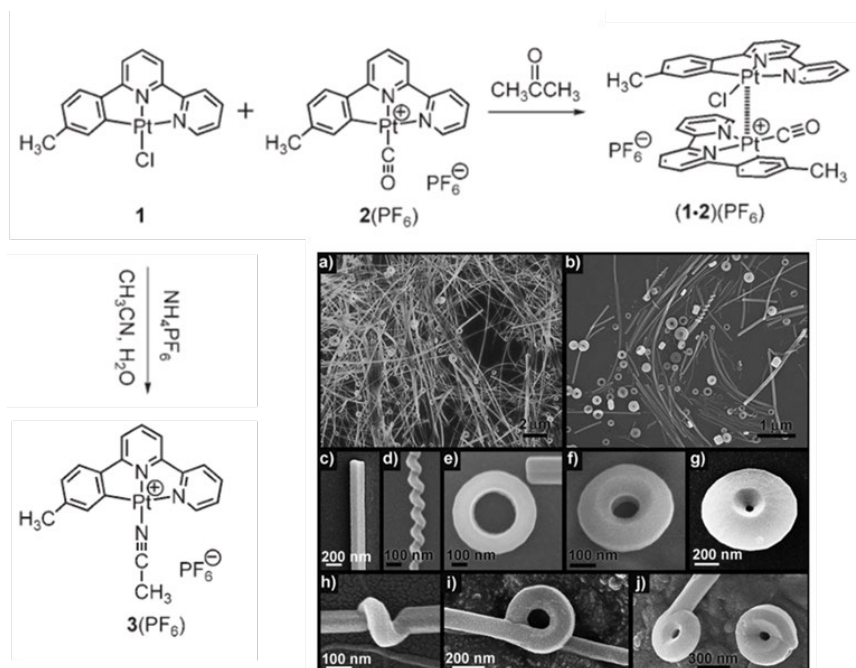 N
Pt
N
Cl
H₃C
1
+
N
Pt
⊕
N
C
≡
O
H₃C
PF₆⊖
2(PF₆)
O
CH₃CCH₃
H₃C
Cl
Pt
N
N
N
N
Pt
⊕
C≡O
PF₆⊖
CH₃
(1•2)(PF₆)
NH₄PF₆
CH₃CN, H₂O
N
Pt
⊕
N
N
≡
C
CH₃
H₃C
PF₆⊖
3(PF₆)
a)
2 μm
b)
1 μm
c)
200 nm
d)
100 nm
e)
100 nm
f)
100 nm
g)
200 nm
h)
100 nm
i)
200 nm
j)
300 nm